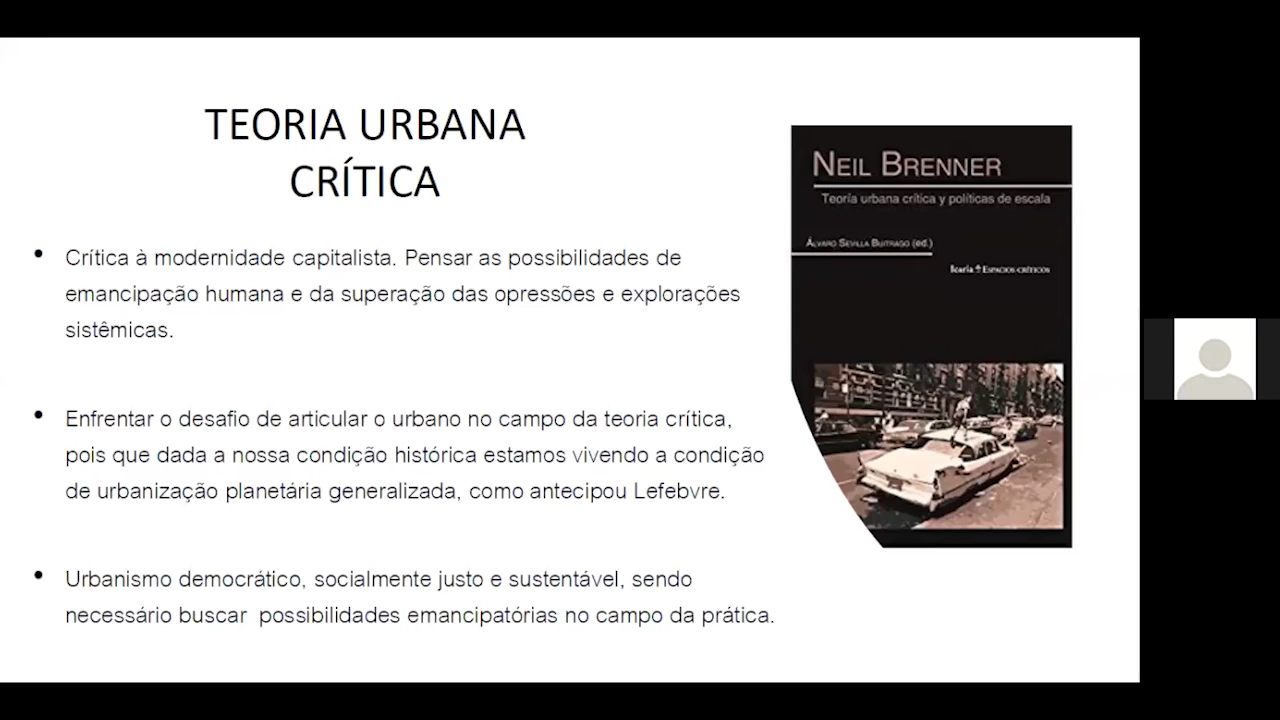 TEORIA URBANA
CRÍTICA
• Crítica à modernidade capitalista. Pensar as possibilidades de
emancipação humana e da superação das opressões e explorações
sistêmicas.
• Enfrentar o desafio de articular o urbano no campo da teoria crítica,
pois que dada a nossa condição histórica estamos vivendo a condição
de urbanização planetária generalizada, como antecipou Lefebvre.
• Urbanismo democrático, socialmente justo e sustentável, sendo
necessário buscar  possibilidades emancipatórias no campo da prática.
NEIL BRENNER
Teoría urbana crítica y políticas de escala
ÁLVARO SEVILLA BUITRAGO (ed.)
Icaria ESPACIOS CRÍTICOS